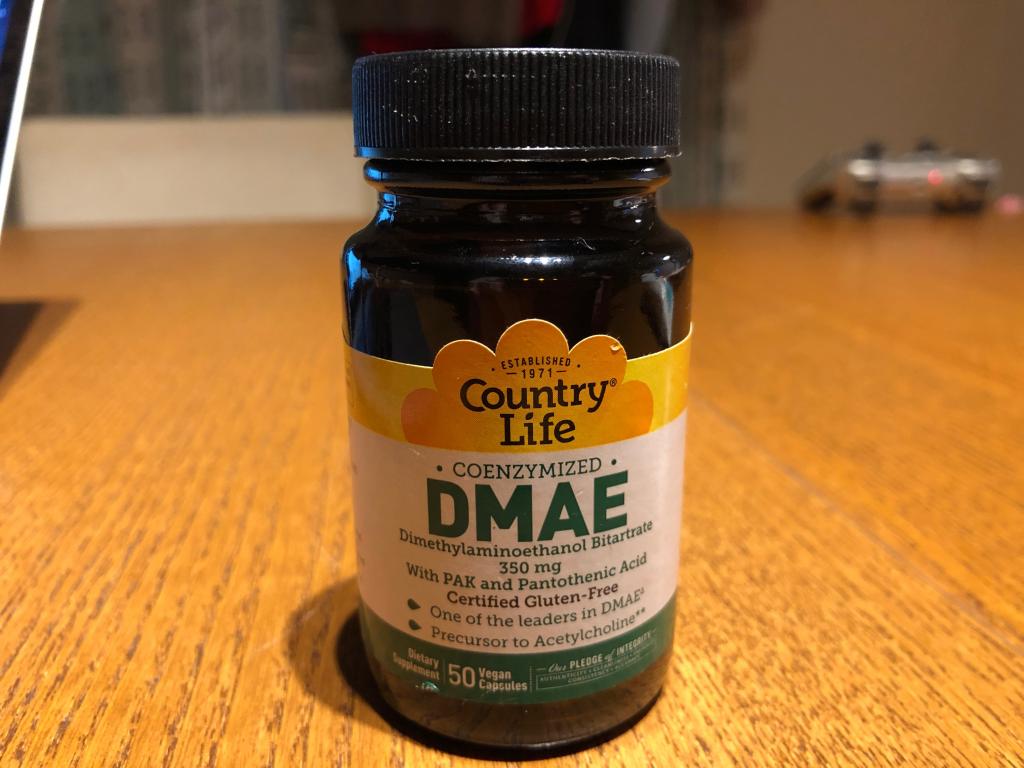 • ESTABLISHED •
1971
Country®
Life
• COENZYMIZED •
DMAE
Dimethylaminoethanol Bitartrate
350 mg
With PAK and Pantothenic Acid
Certified Gluten-Free
One of the leaders in DMAE
Precursor to Acetylcholine**
Dietary
Supplement
50 Vegan
Capsules
Our PLEDGE of INTEGRITY